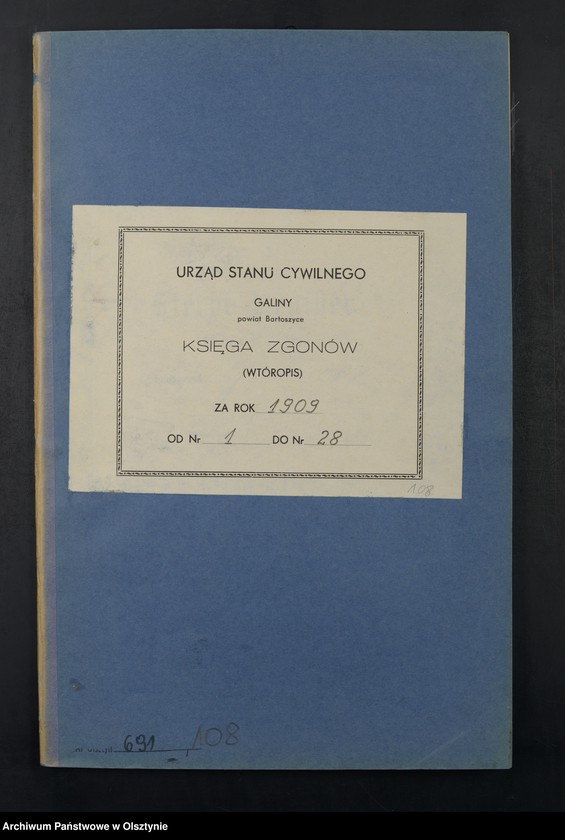 URZĄD STANU CYWILNEGO
GALINY
powiat Bartoszyce
KSIĘGA ZGONÓW
(WTÓROPIS)
ZA ROK 1909
OD Nr 1 DO Nr 28
108
691 108
Archiwum Państwowe w Olsztynie